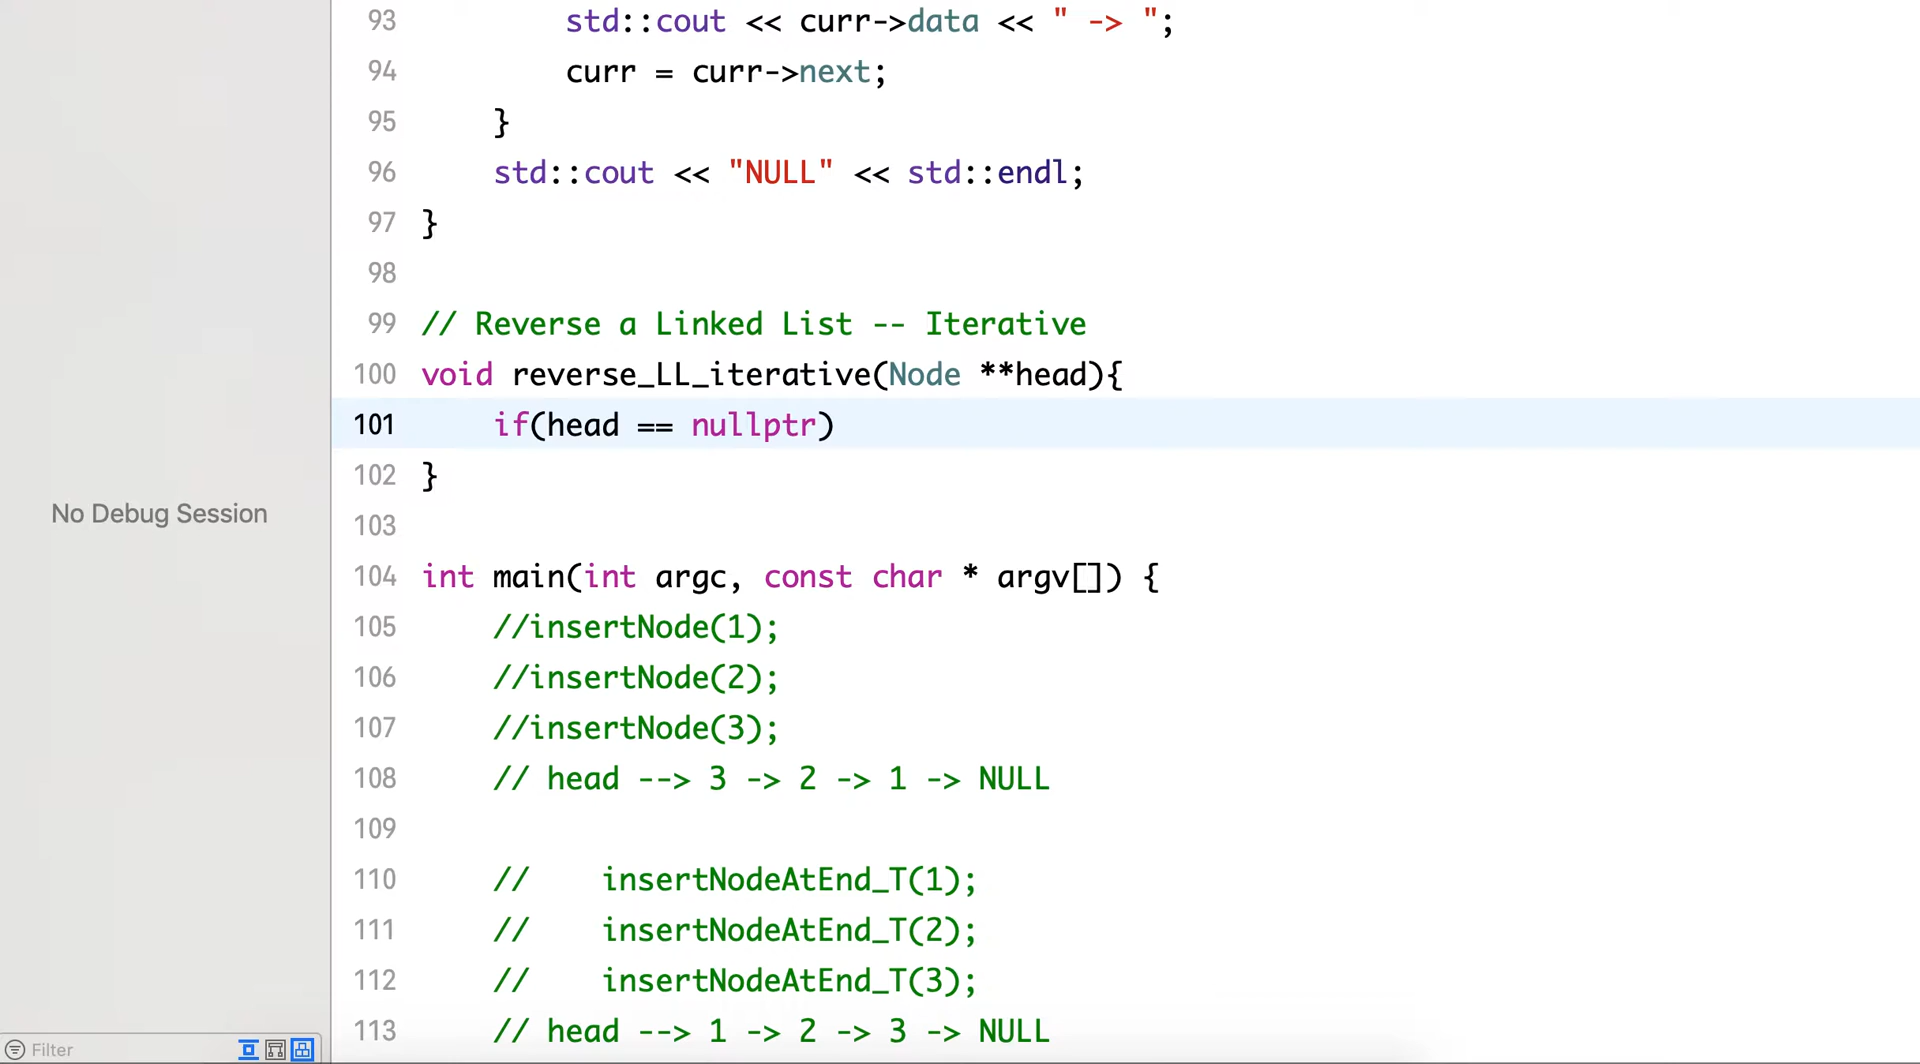 93 std::cout << curr->data << " -> ";
94 curr = curr->next;
95 }
96 std::cout << "NULL" << std::endl;
97 }
98
99 // Reverse a Linked List -- Iterative
100 void reverse_LL_iterative(Node **head){
101 if(head == nullptr)
102 }
103
104 int main(int argc, const char * argv[]) {
105 //insertNode(1);
106 //insertNode(2);
107 //insertNode(3);
108 // head --> 3 -> 2 -> 1 -> NULL
109
110 // insertNodeAtEnd_T(1);
111 // insertNodeAtEnd_T(2);
112 // insertNodeAtEnd_T(3);
113 // head --> 1 -> 2 -> 3 -> NULL
No Debug Session
Filter